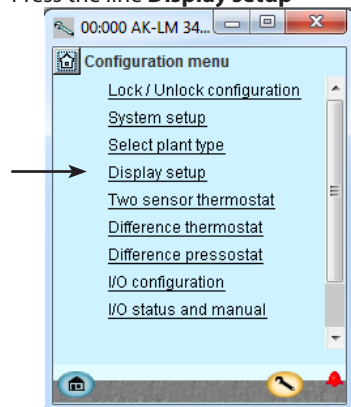 Press the line Display setup
00:000 AK-LM 34...
Configuration menu
Lock / Unlock configuration
System setup
Select plant type
Display setup
Two sensor thermostat
Difference thermostat
Difference pressostat
I/O configuration
I/O status and manual